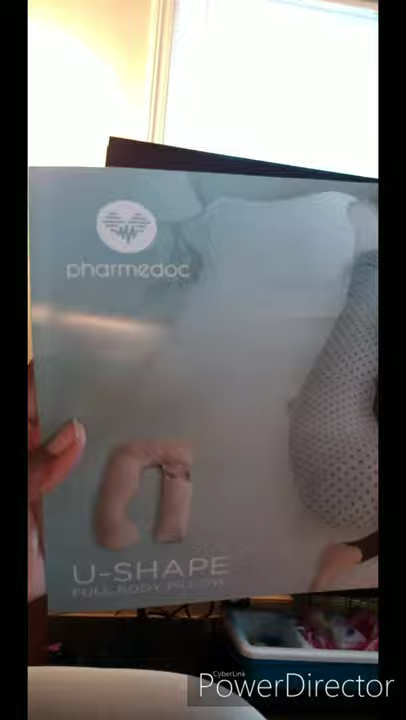 pharmedoc
U-SHAPE
FULL BODY PILLOW
CyberLink
PowerDirector